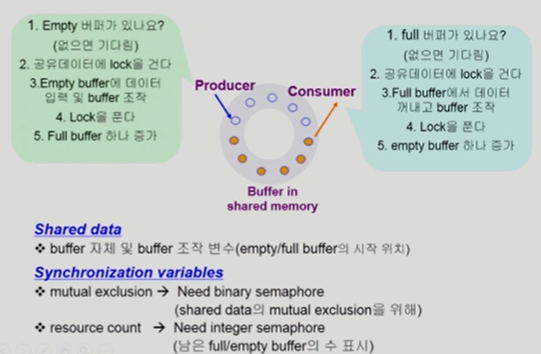 1. Empty 버퍼가 있나요?
(없으면 기다림)
2. 공유데이터에 lock을 건다
3.Empty buffer에 데이터
입력 및 buffer 조작
4. Lock을 푼다
5. Full buffer 하나 증가
Producer
Consumer
1. full 버퍼가 있나요?
(없으면 기다림)
2. 공유데이터에 lock을 건다
3.Full buffer에서 데이터
꺼내고 buffer 조작
4. Lock을 푼다
5. empty buffer 하나 증가
Buffer in
shared memory
Shared data
❖ buffer 자체 및 buffer 조작 변수(empty/full buffer의 시작 위치)
Synchronization variables
❖ mutual exclusion → Need binary semaphore
(shared data의 mutual exclusion을 위해)
❖ resource count → Need integer semaphore
(남은 full/empty buffer의 수 표시)